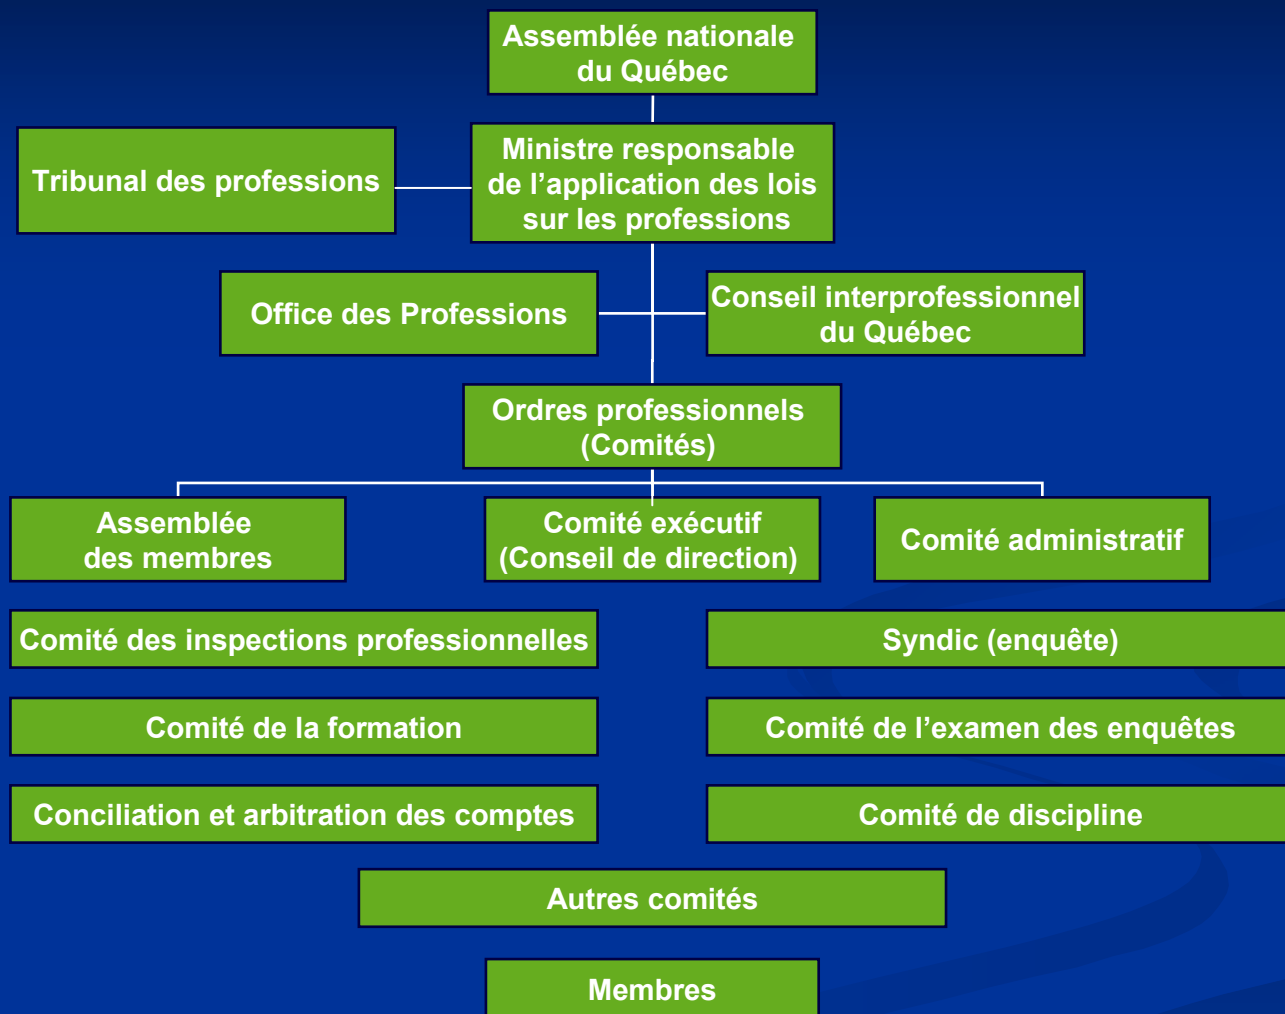 Assemblée nationale
du Québec
Tribunal des professions
Ministre responsable
de l’application des lois
sur les professions
Office des Professions
Conseil interprofessionnel
du Québec
Ordres professionnels
(Comités)
Assemblée
des membres
Comité exécutif
(Conseil de direction)
Comité administratif
Comité des inspections professionnelles
Syndic (enquête)
Comité de la formation
Comité de l’examen des enquêtes
Conciliation et arbitration des comptes
Comité de discipline
Autres comités
Membres